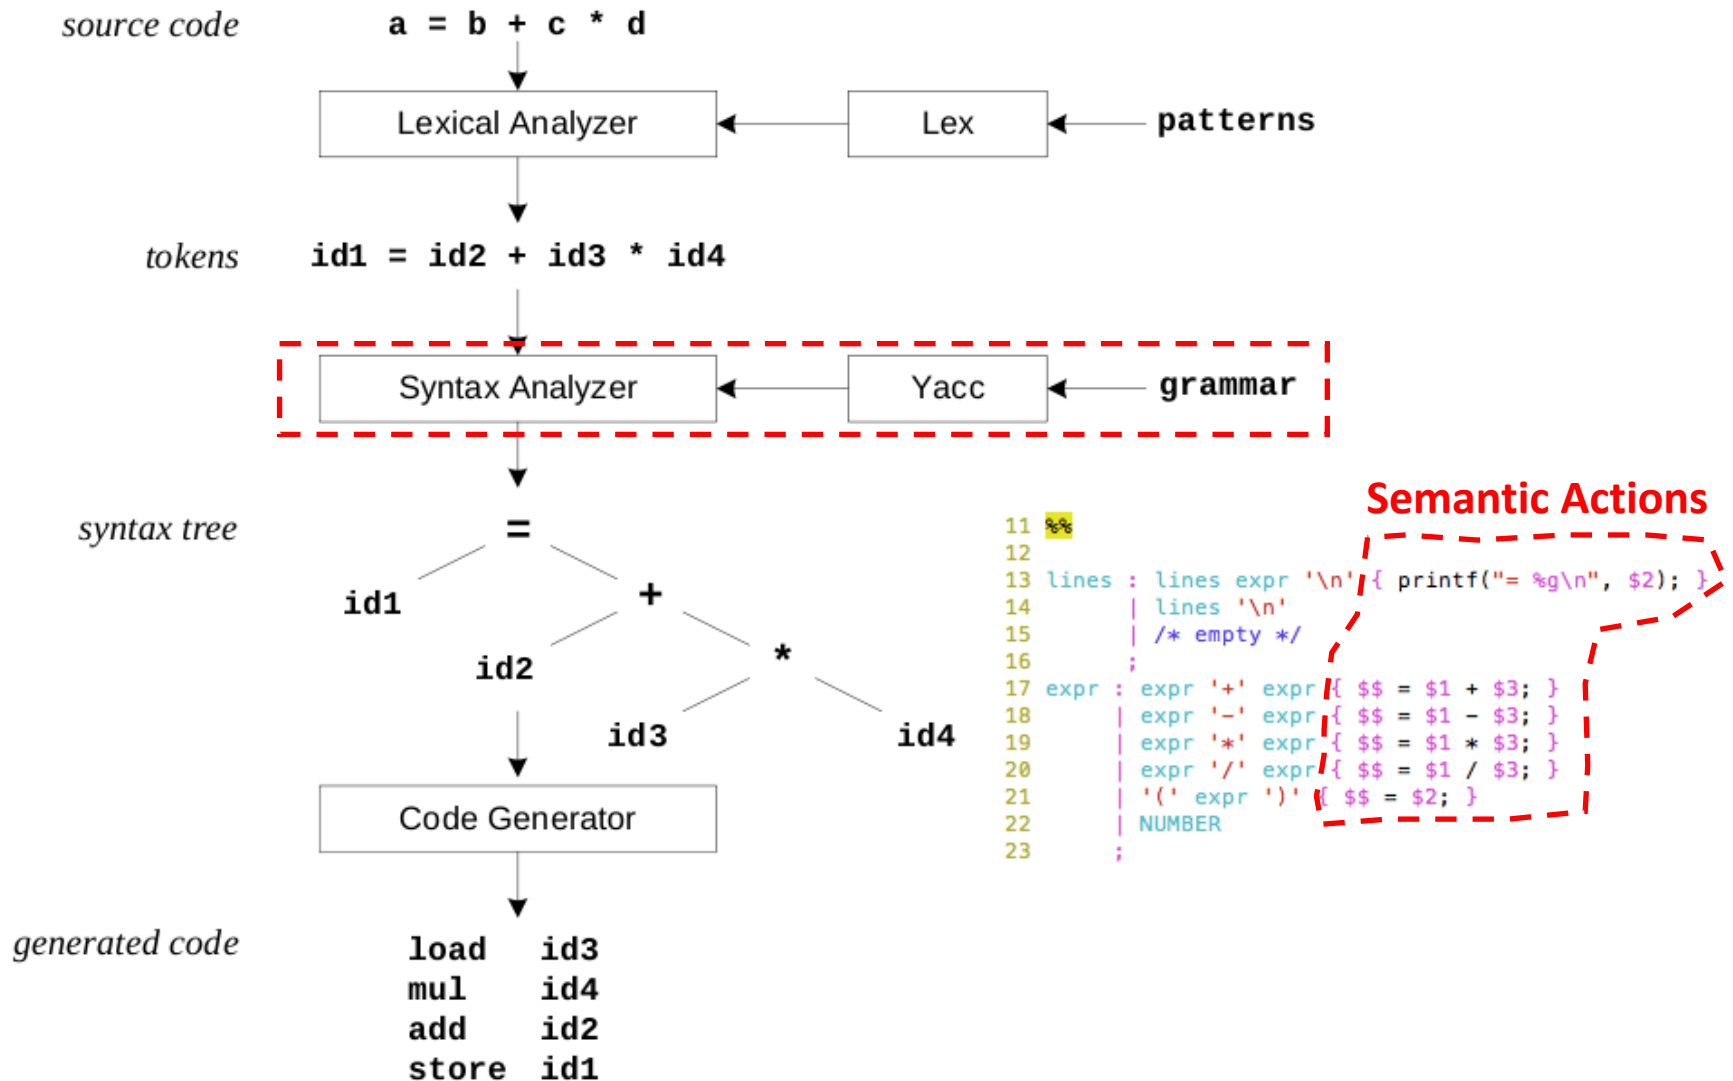 source code
a = b + c * d
Lexical Analyzer
Lex
patterns
tokens
id1 = id2 + id3 * id4
Syntax Analyzer
Yacc
grammar
syntax tree
=
id1
+
id2
*
id3
id4
Code Generator
generated code
load id3
mul id4
add id2
store id1
Semantic Actions
11 %%
12
13 lines : lines expr '\n' { printf("= %g\n", $2); }
14 | lines '\n'
15 | /* empty */
16 ;
17 expr : expr '+' expr { $$ = $1 + $3; }
18 | expr '-' expr { $$ = $1 - $3; }
19 | expr '*' expr { $$ = $1 * $3; }
20 | expr '/' expr { $$ = $1 / $3; }
21 | '(' expr ')' { $$ = $2; }
22 | NUMBER
23 ;